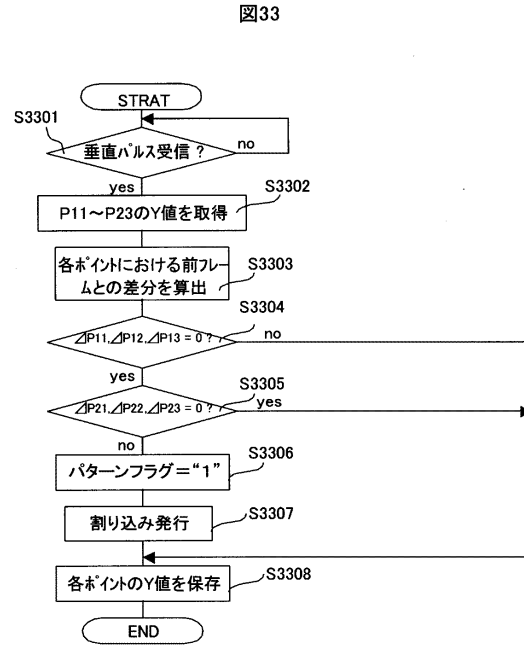 図33
STRAT
S3301
垂直パルス受信?
no
yes
S3302
P11～P23のY値を取得
各ポイントにおける前フレー
ムとの差分を算出
S3303
S3304
⊿P11,⊿P12,⊿P13 = 0 ?
no
yes
S3305
⊿P21,⊿P22,⊿P23 = 0 ?
yes
no
S3306
パターンフラグ=“1”
割り込み発行
S3307
各ポイントのY値を保存
S3308
END